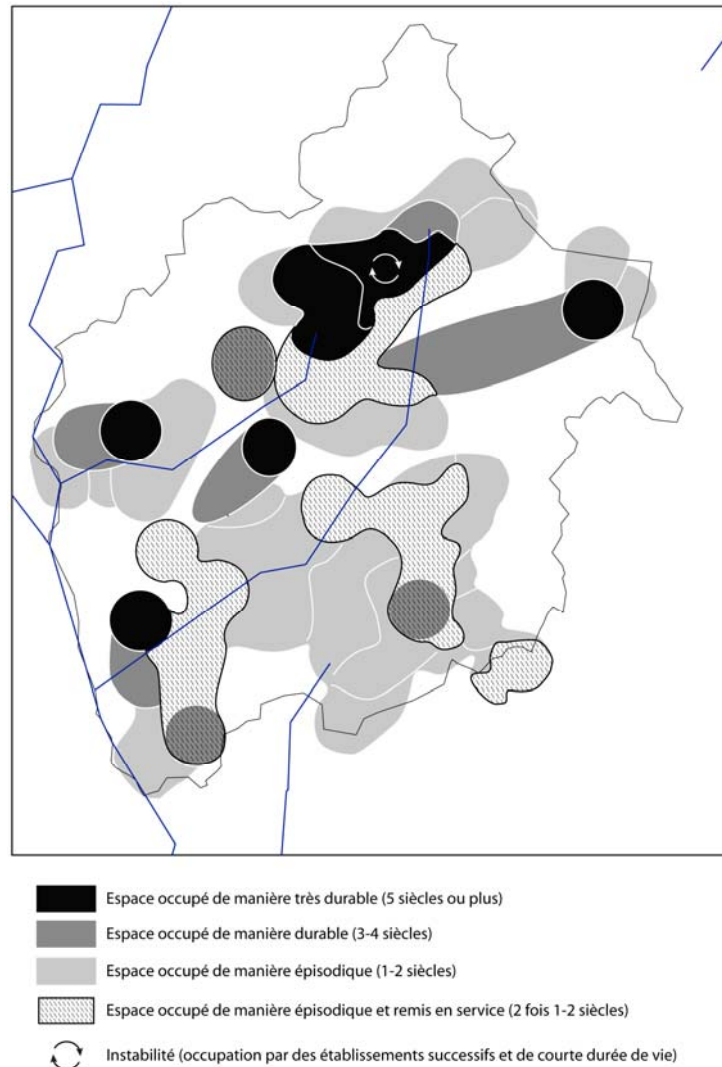 Espace occupé de manière très durable (5 siècles ou plus)
Espace occupé de manière durable (3-4 siècles)
Espace occupé de manière épisodique (1-2 siècles)
Espace occupé de manière épisodique et remis en service (2 fois 1-2 siècles)
Instabilité (occupation par des établissements successifs et de courte durée de vie)